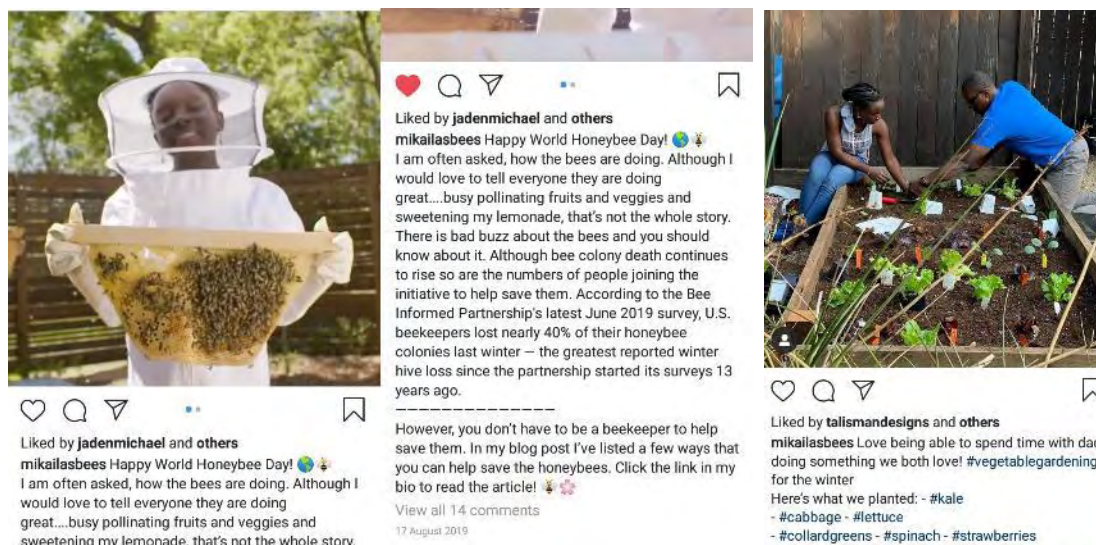 Liked by jadenmichael and others
mikailasbees Happy World Honeybee Day! 🌎 🐝
I am often asked, how the bees are doing. Although I
would love to tell everyone they are doing
great....busy pollinating fruits and veggies and
sweetening my lemonade, that's not the whole story.
Liked by jadenmichael and others
mikailasbees Happy World Honeybee Day! 🌎 🐝
I am often asked, how the bees are doing. Although I
would love to tell everyone they are doing
great....busy pollinating fruits and veggies and
sweetening my lemonade, that's not the whole story.
There is bad buzz about the bees and you should
know about it. Although bee colony death continues
to rise so are the numbers of people joining the
initiative to help save them. According to the Bee
Informed Partnership's latest June 2019 survey, U.S.
beekeepers lost nearly 40% of their honeybee
colonies last winter — the greatest reported winter
hive loss since the partnership started its surveys 13
years ago.
———————————————
However, you don't have to be a beekeeper to help
save them. In my blog post I've listed a few ways that
you can help save the honeybees. Click the link in my
bio to read the article! 🐝🌸
View all 14 comments
17 August 2019
Liked by talismandesigns and others
mikailasbees Love being able to spend time with dad
doing something we both love! #vegetablegardening
for the winter
Here's what we planted: - #kale
- #cabbage - #lettuce
- #collardgreens - #spinach - #strawberries